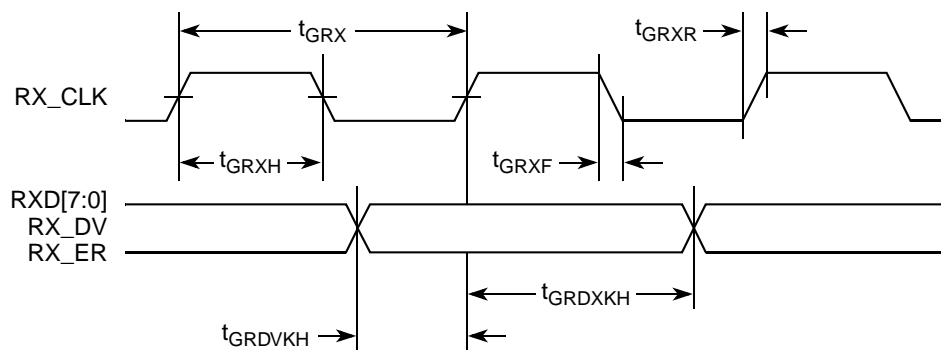 tGRX
tGRXR
RX_CLK
tGRXH
tGRXF
RXD[7:0]
RX_DV
RX_ER
tGRDXKH
tGRDVKH